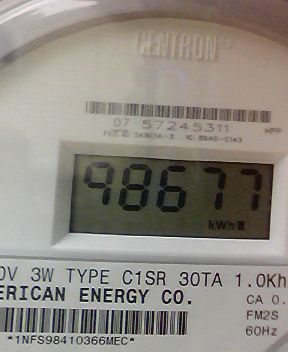 CENTRON®
07 57245311
98677
kWh
0V 3W TYPE C1SR 30TA 1.0Kh
ERICAN ENERGY CO.
CA 0.
FM2S
60Hz
*1NFS98410366MEC*